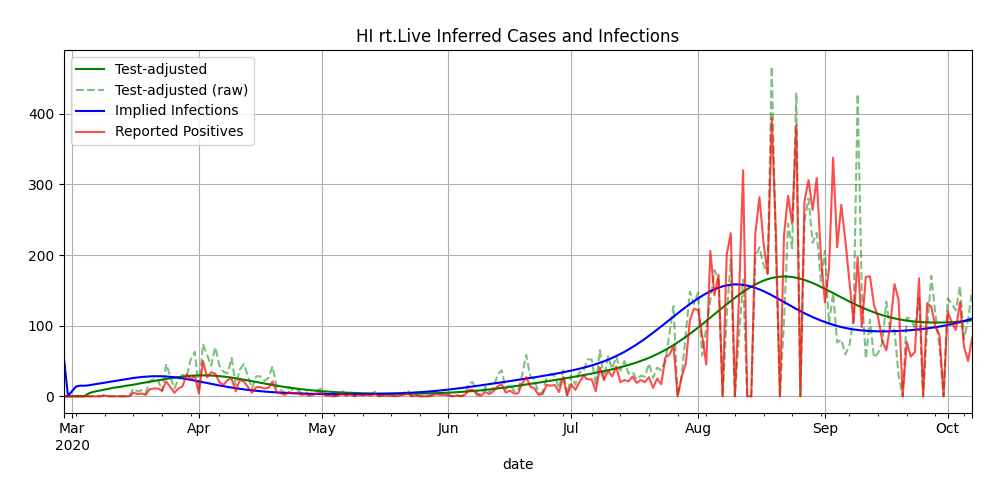 HI rt.Live Inferred Cases and Infections
Test-adjusted
Test-adjusted (raw)
Implied Infections
Reported Positives
400
300
200
100
0
Mar Apr May Jun Jul Aug Sep Oct
2020
date